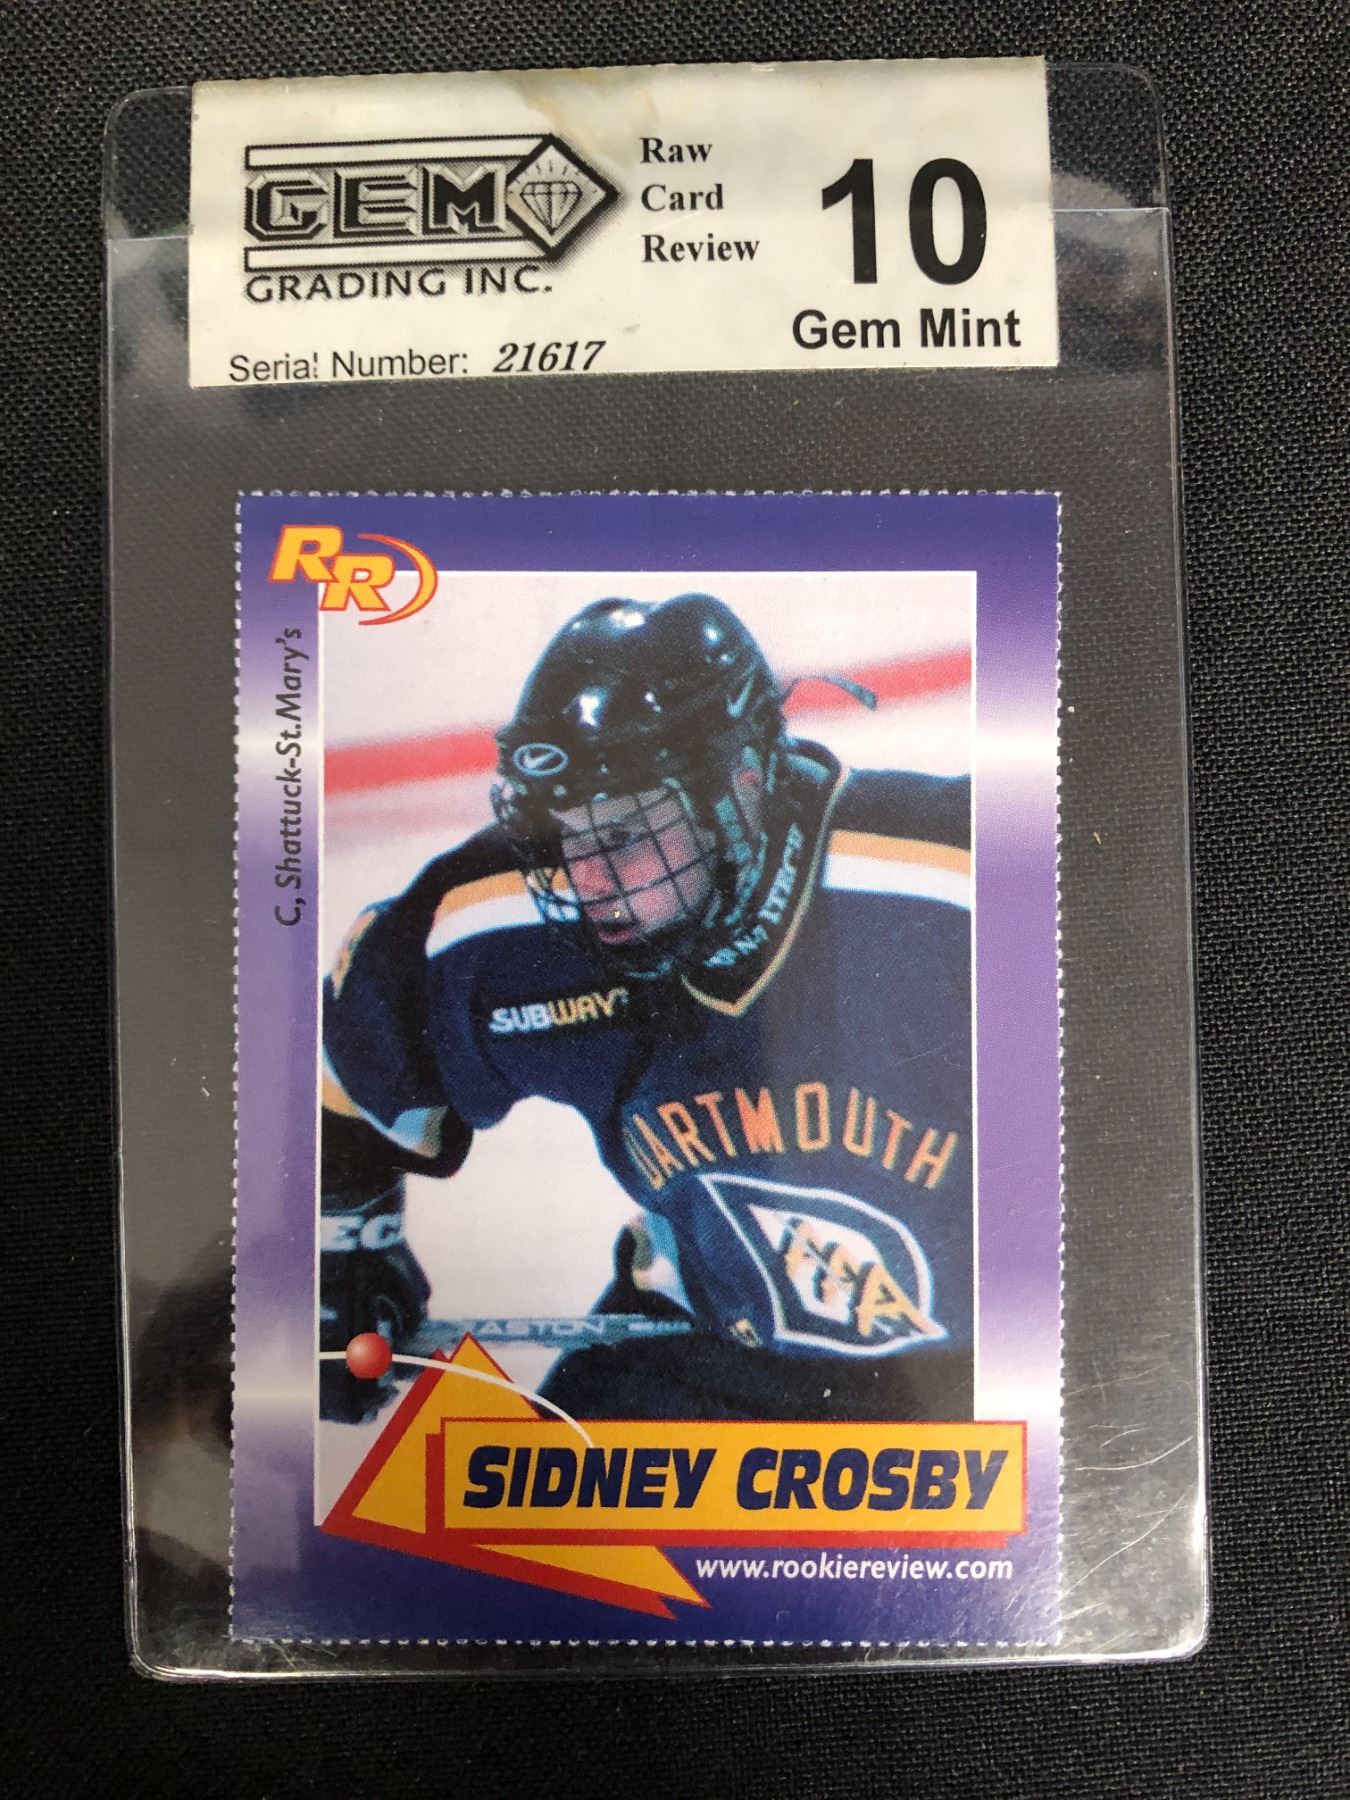 GEM
GRADING INC.
Raw
Card
Review
10
Gem Mint
Serial Number: 21617
RR
C, Shattuck-St.Mary's
SUBWAY
DARTMOUTH
EASTON
SIDNEY CROSBY
www.rookiereview.com